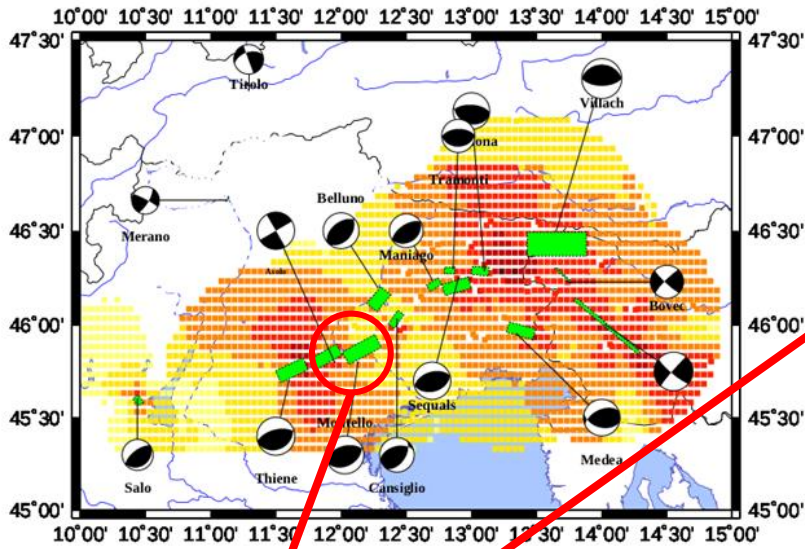 10°00' 10°30' 11°00' 11°30' 12°00' 12°30' 13°00' 13°30' 14°00' 14°30' 15°00'
47°30' 47°30'
Tirolo
Villach
47°00' 47°00'
Tramonti
Belluno
46°30' 46°30'
Merano
Maniago
Bovec
46°00' 46°00'
Sequals
45°30' 45°30'
Montello
Medea
Thiene
Salo
Cansiglio
45°00' 45°00'
10°00' 10°30' 11°00' 11°30' 12°00' 12°30' 13°00' 13°30' 14°00' 14°30' 15°00'